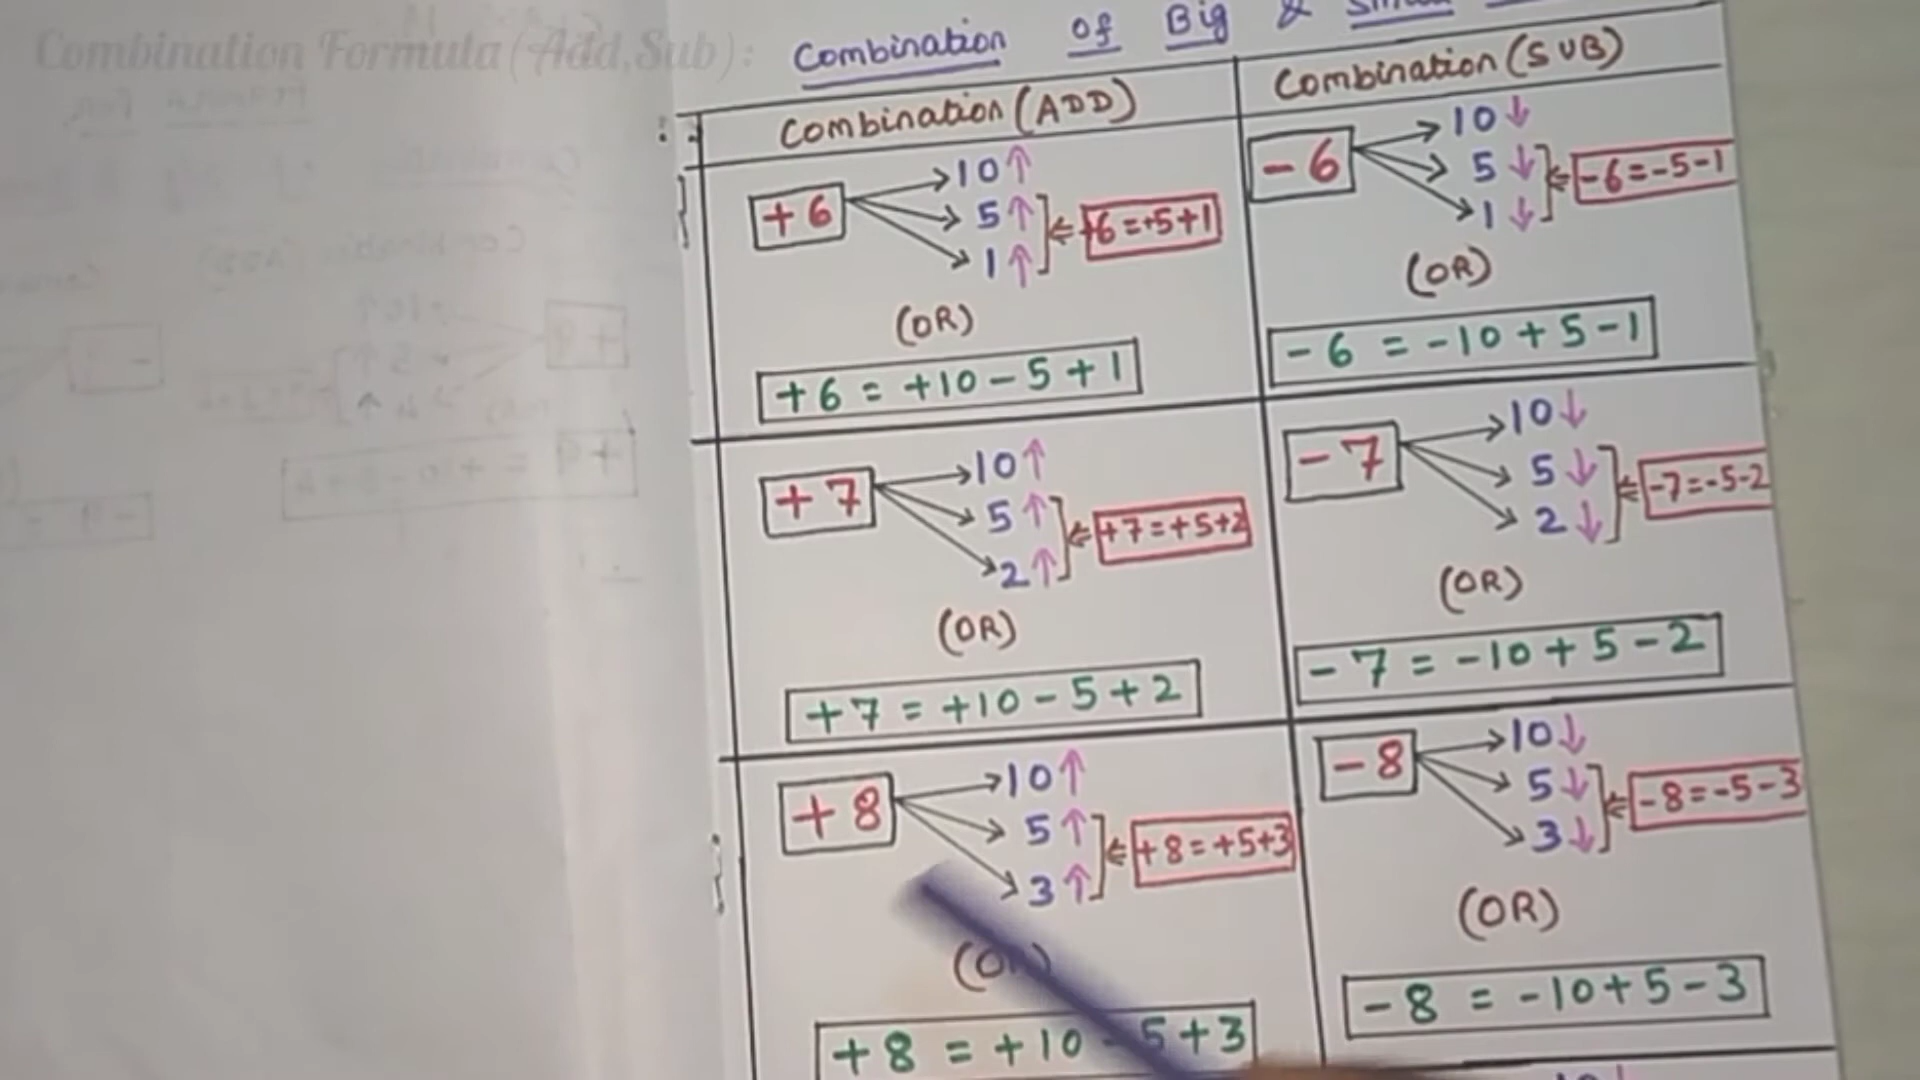 Combination Formula(Add,Sub):
Combination of Big &
Combination (ADD)
Combination (SUB)
+6
10↑
5↑
1↑
+6=+5+1
(OR)
+6 = +10-5+1
-6
10↓
5↓
1↓
-6=-5-1
(OR)
-6 = -10+5-1
+7
10↑
5↑
2↑
+7=+5+2
(OR)
+7 = +10-5+2
-7
10↓
5↓
2↓
-7=-5-2
(OR)
-7 = -10+5-2
+8
10↑
5↑
3↑
+8=+5+3
(OR)
+8 = +10-5+3
-8
10↓
5↓
3↓
-8=-5-3
(OR)
-8 = -10+5-3